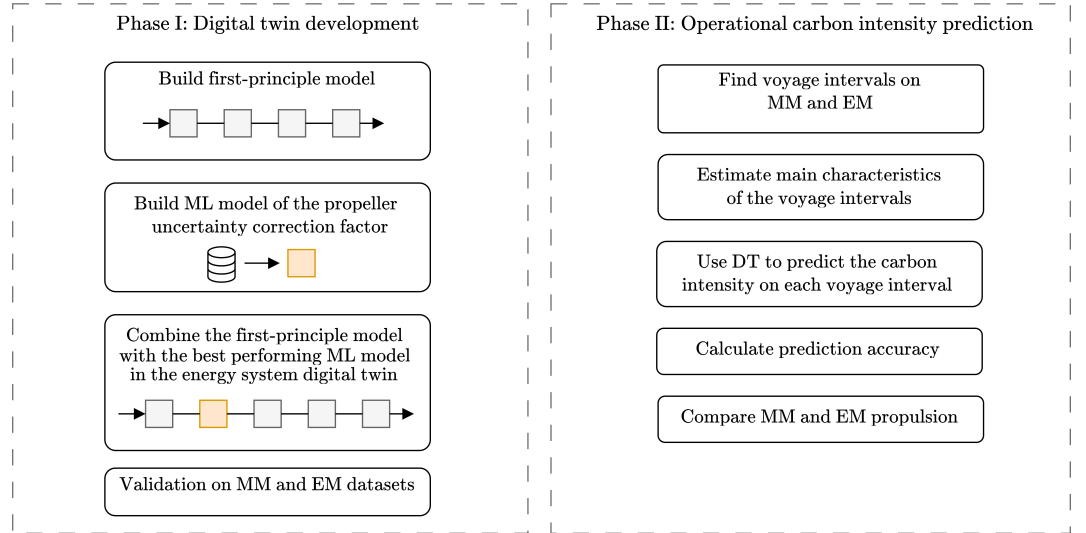 Phase I: Digital twin development
Build first-principle model
Build ML model of the propeller
uncertainty correction factor
Combine the first-principle model
with the best performing ML model
in the energy system digital twin
Validation on MM and EM datasets
Phase II: Operational carbon intensity prediction
Find voyage intervals on
MM and EM
Estimate main characteristics
of the voyage intervals
Use DT to predict the carbon
intensity on each voyage interval
Calculate prediction accuracy
Compare MM and EM propulsion